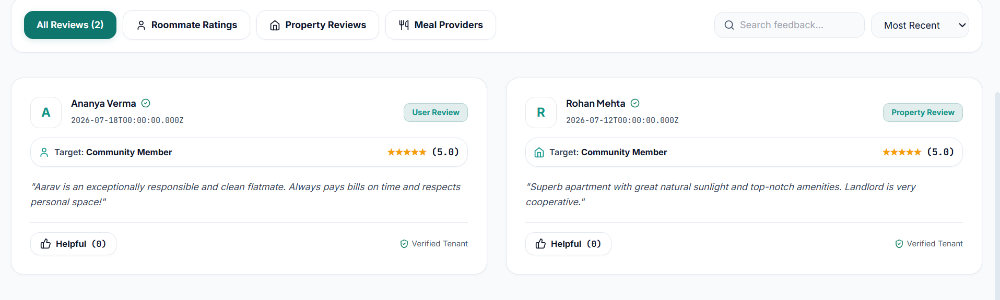 All Reviews (2) Roommate Ratings Property Reviews Meal Providers Search feedback... Most Recent
Ananya Verma
2026-07-18T00:00:00.000Z
A
User Review
Target: Community Member ★★★★★ (5.0)
"Aarav is an exceptionally responsible and clean flatmate. Always pays bills on time and respects
personal space!"
Helpful (0) Verified Tenant
Rohan Mehta
2026-07-12T00:00:00.000Z
R
Property Review
Target: Community Member ★★★★★ (5.0)
"Superb apartment with great natural sunlight and top-notch amenities. Landlord is very
cooperative."
Helpful (0) Verified Tenant